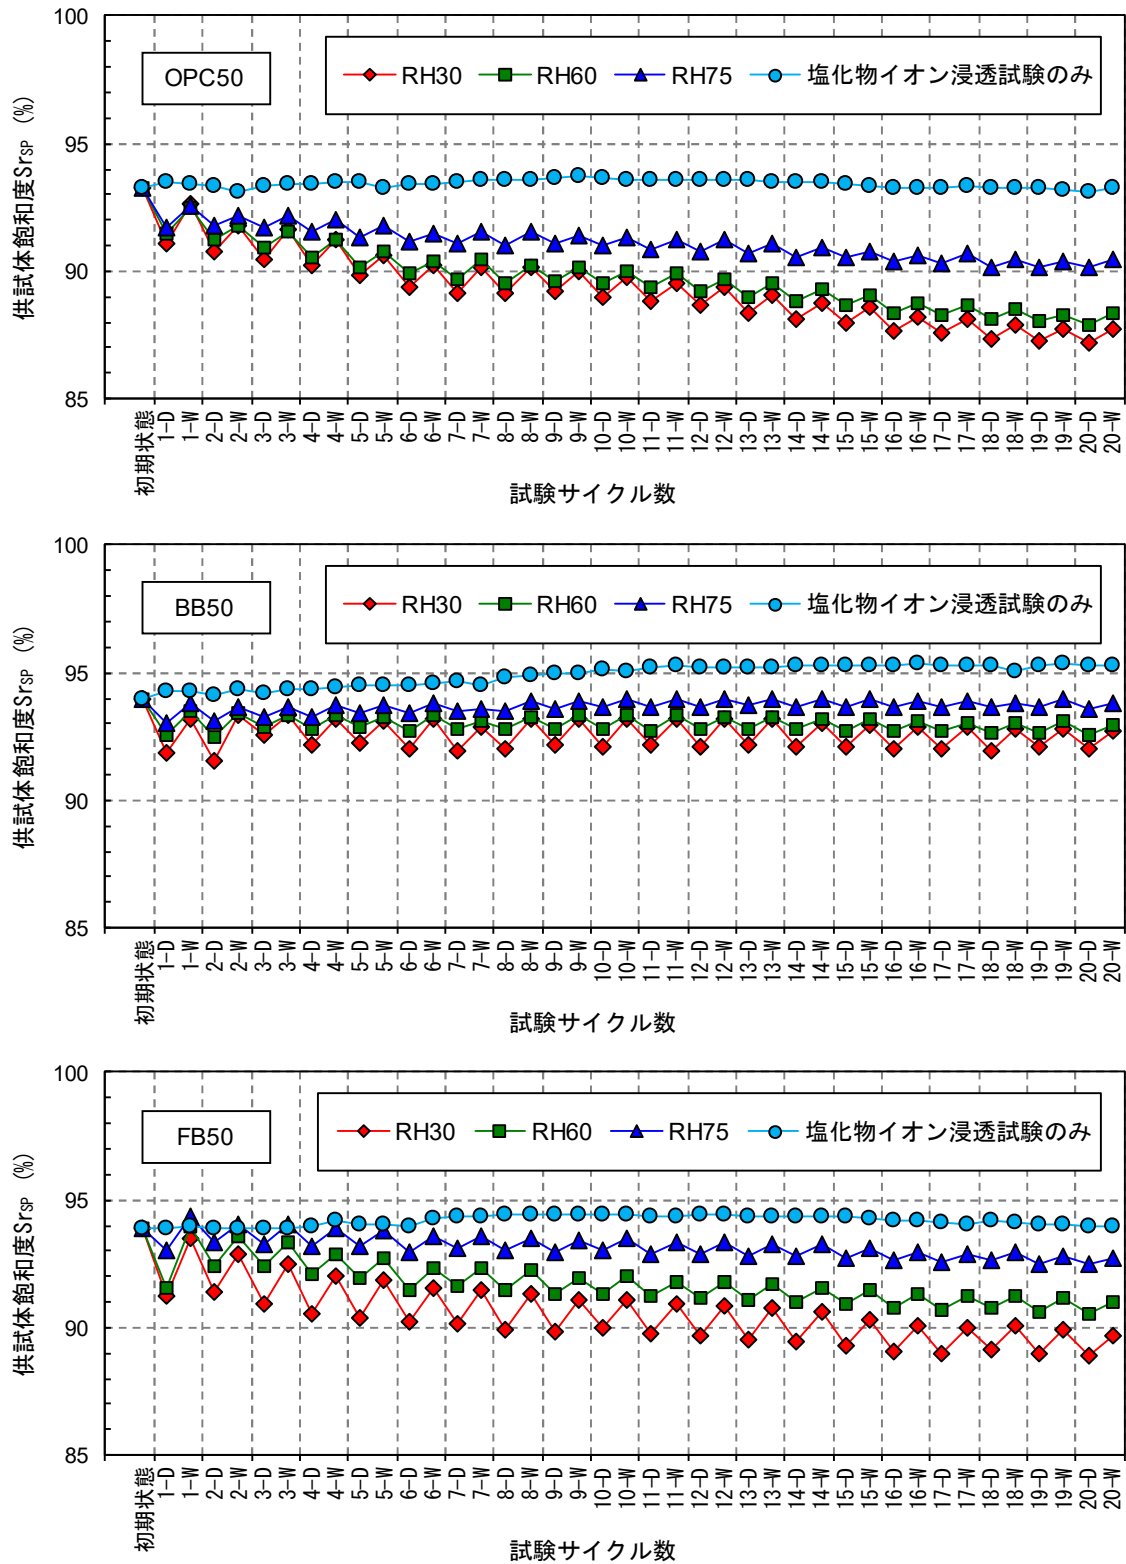 100
OPC50
RH30 RH60 RH75 塩化物イオン浸透試験のみ
95
90
85
供試体飽和度SrSP (%)
初期状態 1-D 1-W 2-D 2-W 3-D 3-W 4-D 4-W 5-D 5-W 6-D 6-W 7-D 7-W 8-D 8-W 9-D 9-W 10-D 10-W 11-D 11-W 12-D 12-W 13-D 13-W 14-D 14-W 15-D 15-W 16-D 16-W 17-D 17-W 18-D 18-W 19-D 19-W 20-D 20-W
試験サイクル数
100
BB50
RH30 RH60 RH75 塩化物イオン浸透試験のみ
95
90
85
供試体飽和度SrSP (%)
初期状態 1-D 1-W 2-D 2-W 3-D 3-W 4-D 4-W 5-D 5-W 6-D 6-W 7-D 7-W 8-D 8-W 9-D 9-W 10-D 10-W 11-D 11-W 12-D 12-W 13-D 13-W 14-D 14-W 15-D 15-W 16-D 16-W 17-D 17-W 18-D 18-W 19-D 19-W 20-D 20-W
試験サイクル数
100
FB50
RH30 RH60 RH75 塩化物イオン浸透試験のみ
95
90
85
供試体飽和度SrSP (%)
初期状態 1-D 1-W 2-D 2-W 3-D 3-W 4-D 4-W 5-D 5-W 6-D 6-W 7-D 7-W 8-D 8-W 9-D 9-W 10-D 10-W 11-D 11-W 12-D 12-W 13-D 13-W 14-D 14-W 15-D 15-W 16-D 16-W 17-D 17-W 18-D 18-W 19-D 19-W 20-D 20-W
試験サイクル数